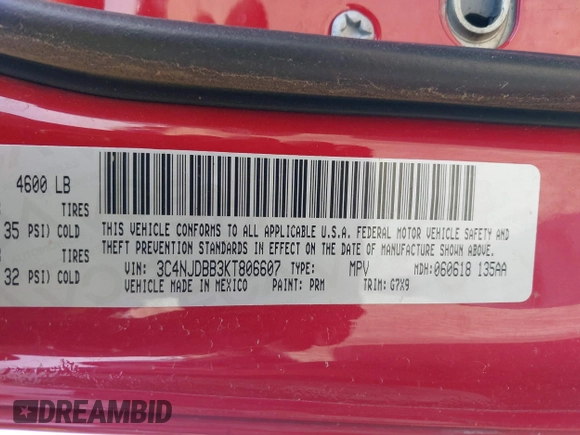 4600 LB
TIRES
35 PSI) COLD
TIRES
32 PSI) COLD
THIS VEHICLE CONFORMS TO ALL APPLICABLE U.S.A. FEDERAL MOTOR VEHICLE SAFETY AND
THEFT PREVENTION STANDARDS IN EFFECT ON THE DATE OF MANUFACTURE SHOWN ABOVE.
VIN: 3C4NJDBB3KT806607 TYPE: MPV MDH: 060618 135AA
VEHICLE MADE IN MEXICO PAINT: PRM TRIM: G7X9
DREAMBID